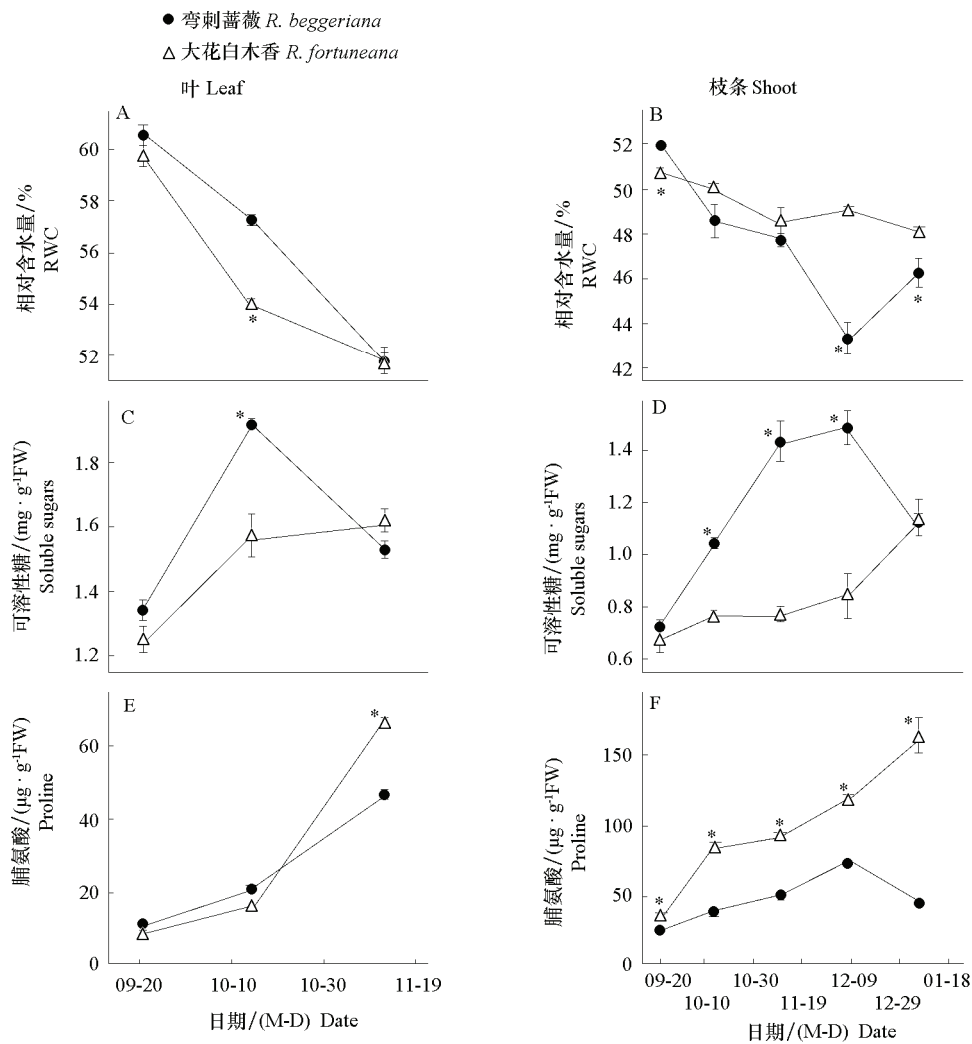 弯刺蔷薇 R. beggeriana
大花白木香 R. fortuneana
叶 Leaf
枝条 Shoot
A
60
58
56
54
52
相对含水量/%
RWC
*
B
52
50
48
46
44
42
相对含水量/%
RWC
*
*
*
C
1.8
1.6
1.4
1.2
可溶性糖/(mg · g-1FW)
Soluble sugars
*
D
1.4
1.2
1.0
0.8
0.6
可溶性糖/(mg · g-1FW)
Soluble sugars
*
*
*
E
60
40
20
0
脯氨酸/(μg · g-1FW)
Proline
*
09-20 10-10 10-30 11-19
日期/(M-D) Date
F
150
100
50
0
脯氨酸/(μg · g-1FW)
Proline
*
*
*
*
*
09-20 10-30 12-09 01-18
10-10 11-19 12-29
日期/(M-D) Date